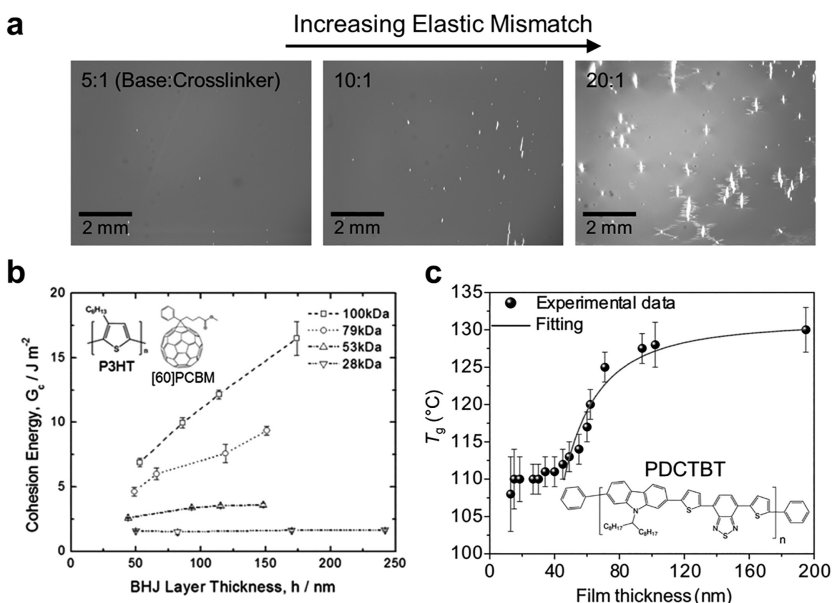 a
Increasing Elastic Mismatch
5:1 (Base:Crosslinker)
10:1
20:1
2 mm
2 mm
2 mm
b
20
15
10
5
0
Cohesion Energy, Gc / J m-2
0
50
100
150
200
250
BHJ Layer Thickness, h / nm
C6H13
S
n
P3HT
O
O
[60]PCBM
100kDa
79kDa
53kDa
28kDa
c
135
130
125
120
115
110
105
100
Tg (°C)
0
40
80
120
160
200
Film thickness (nm)
Experimental data
Fitting
PDCTBT
N
C8H17
C8H17
S
N
S
N
S
n